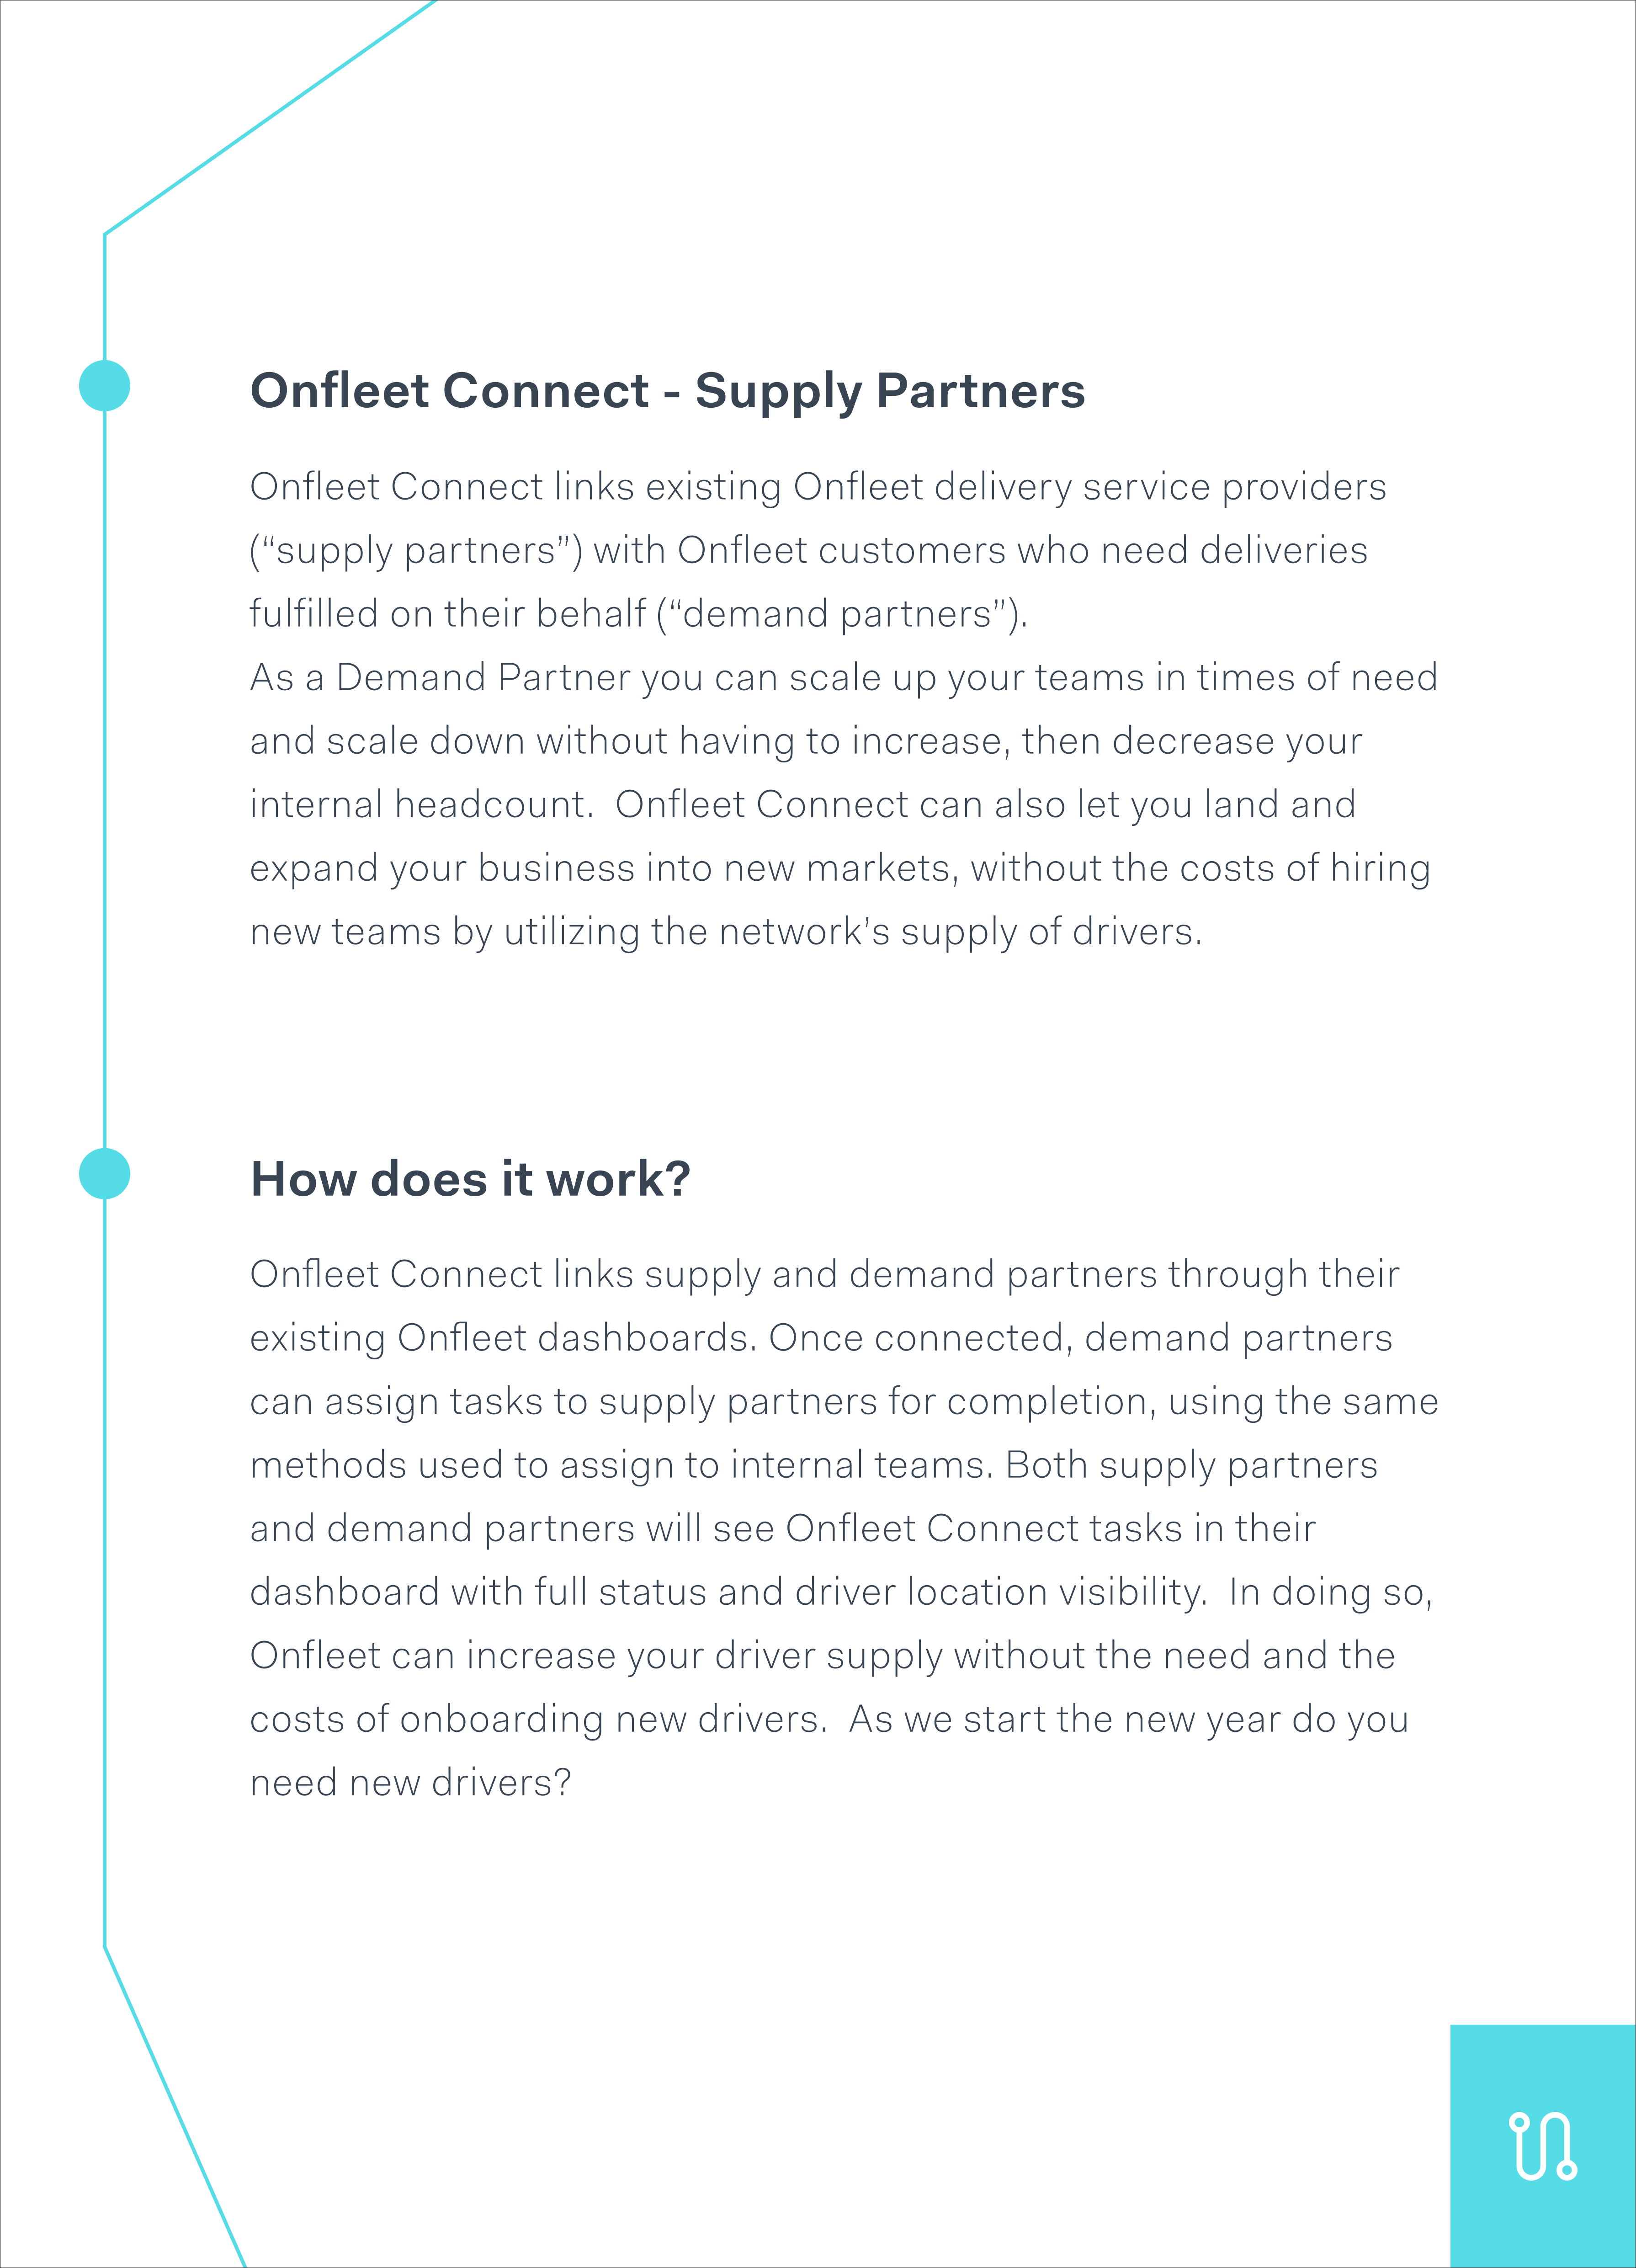 Onfleet Connect - Supply Partners
Onfleet Connect links existing Onfleet delivery service providers
(“supply partners”) with Onfleet customers who need deliveries
fulfilled on their behalf (“demand partners”).
As a Demand Partner you can scale up your teams in times of need
and scale down without having to increase, then decrease your
internal headcount.  Onfleet Connect can also let you land and
expand your business into new markets, without the costs of hiring
new teams by utilizing the network’s supply of drivers.
How does it work?
Onfleet Connect links supply and demand partners through their
existing Onfleet dashboards. Once connected, demand partners
can assign tasks to supply partners for completion, using the same
methods used to assign to internal teams. Both supply partners
and demand partners will see Onfleet Connect tasks in their
dashboard with full status and driver location visibility.  In doing so,
Onfleet can increase your driver supply without the need and the
costs of onboarding new drivers.  As we start the new year do you
need new drivers?